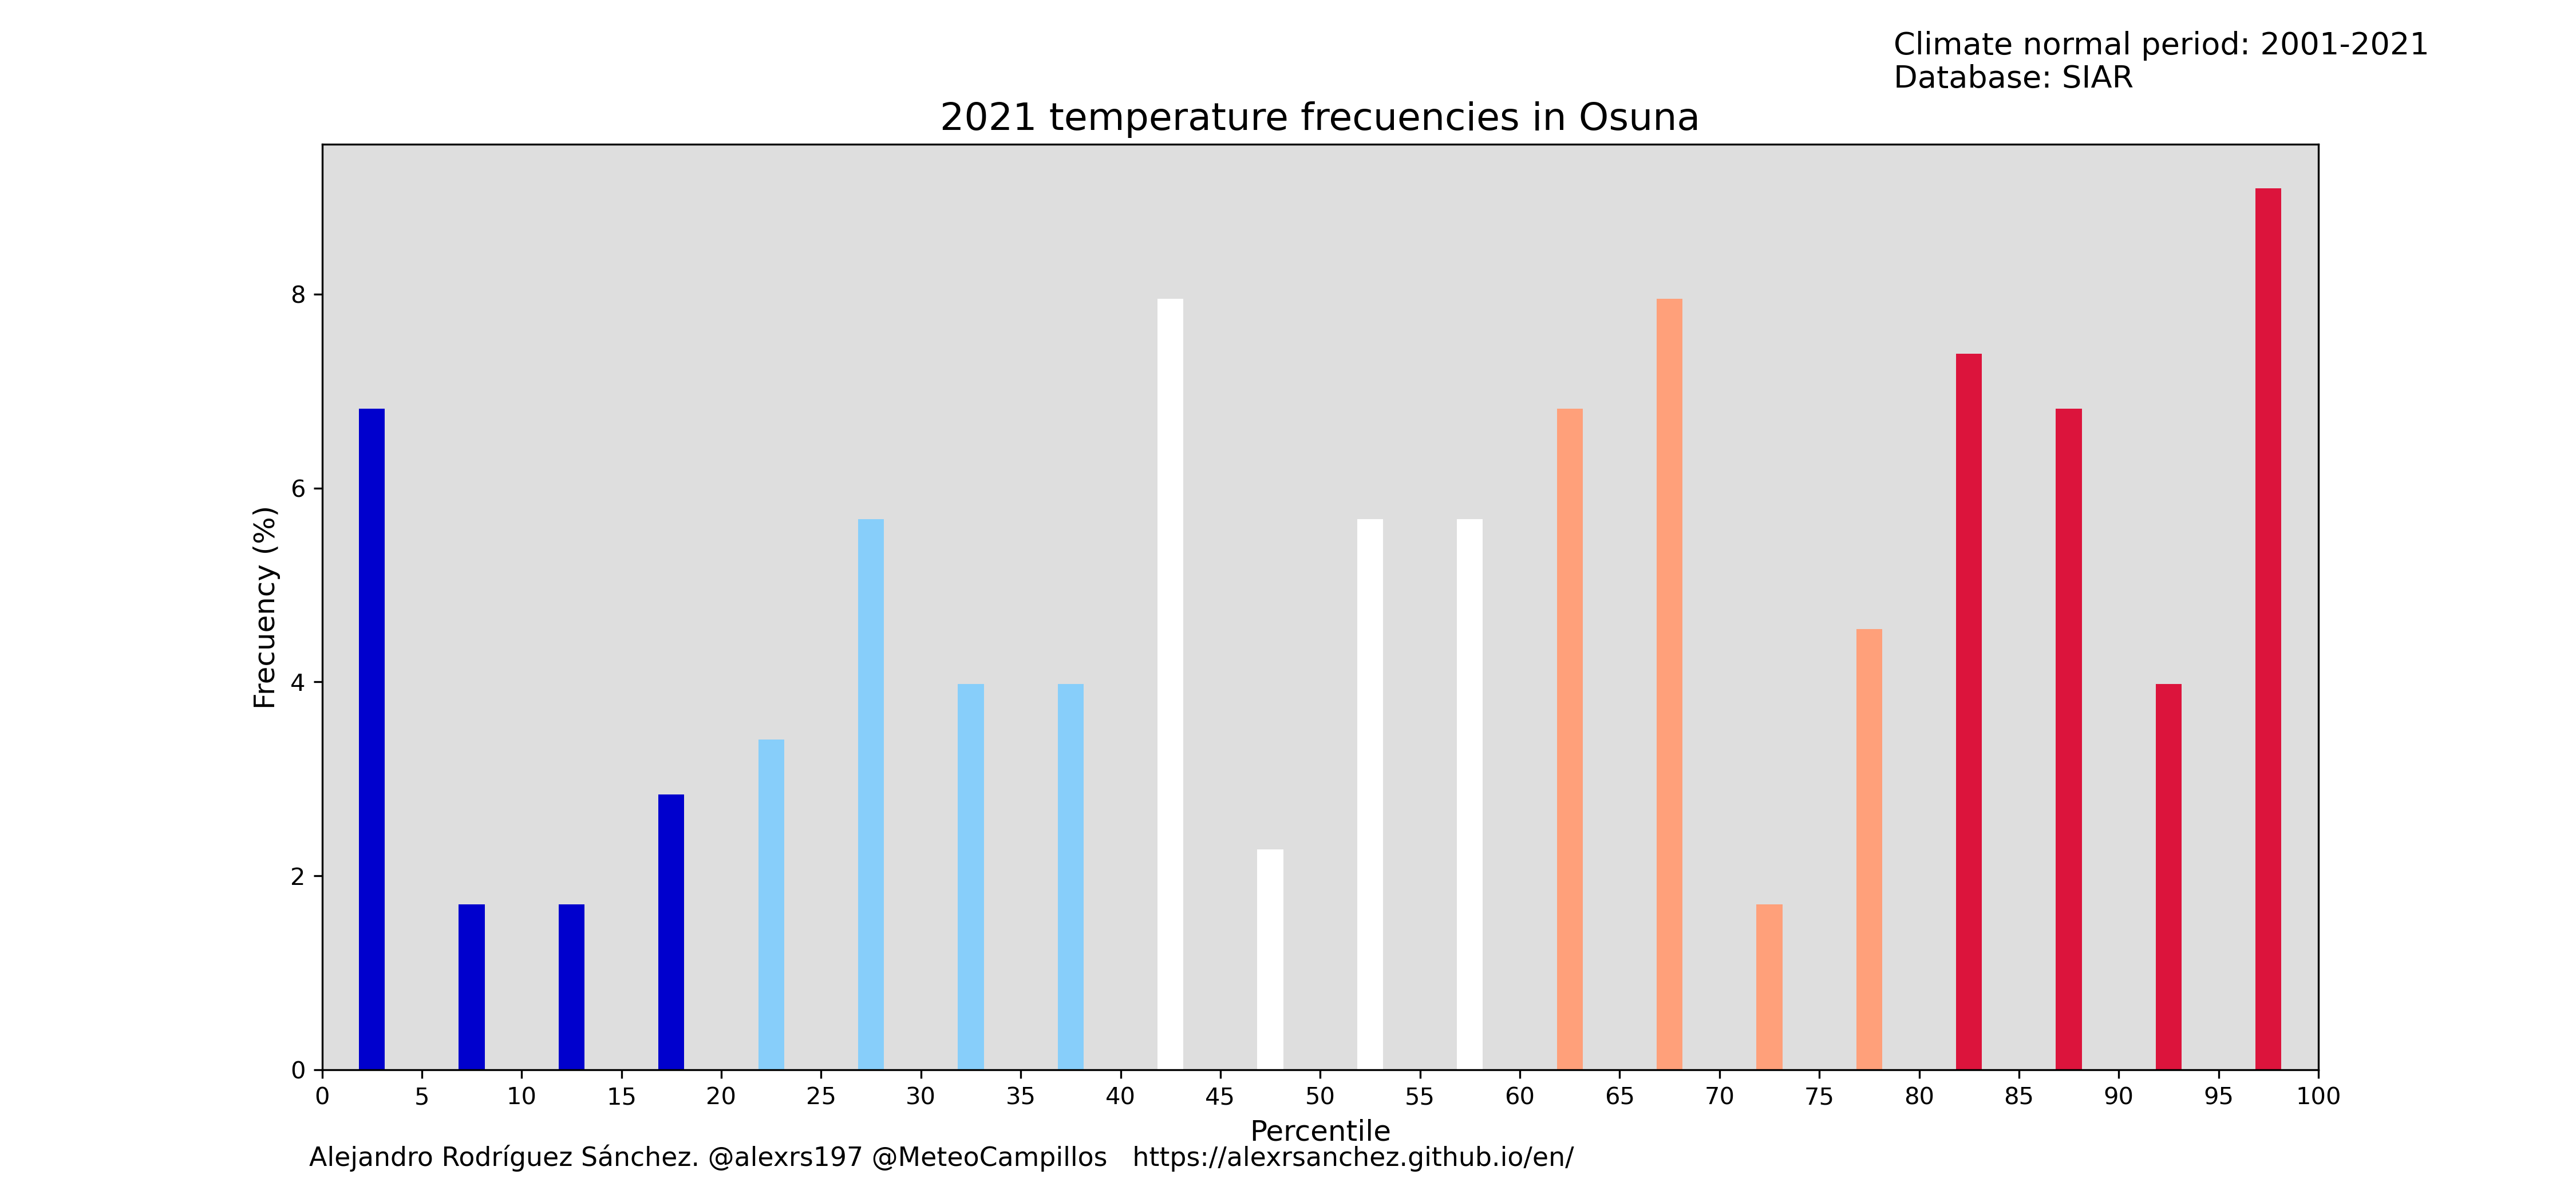 Climate normal period: 2001-2021
Database: SIAR
2021 temperature frecuencies in Osuna
Frecuency (%)
8
6
4
2
0
0 5 10 15 20 25 30 35 40 45 50 55 60 65 70 75 80 85 90 95 100
Percentile
Alejandro Rodríguez Sánchez. @alexrs197 @MeteoCampillos https://alexrsanchez.github.io/en/